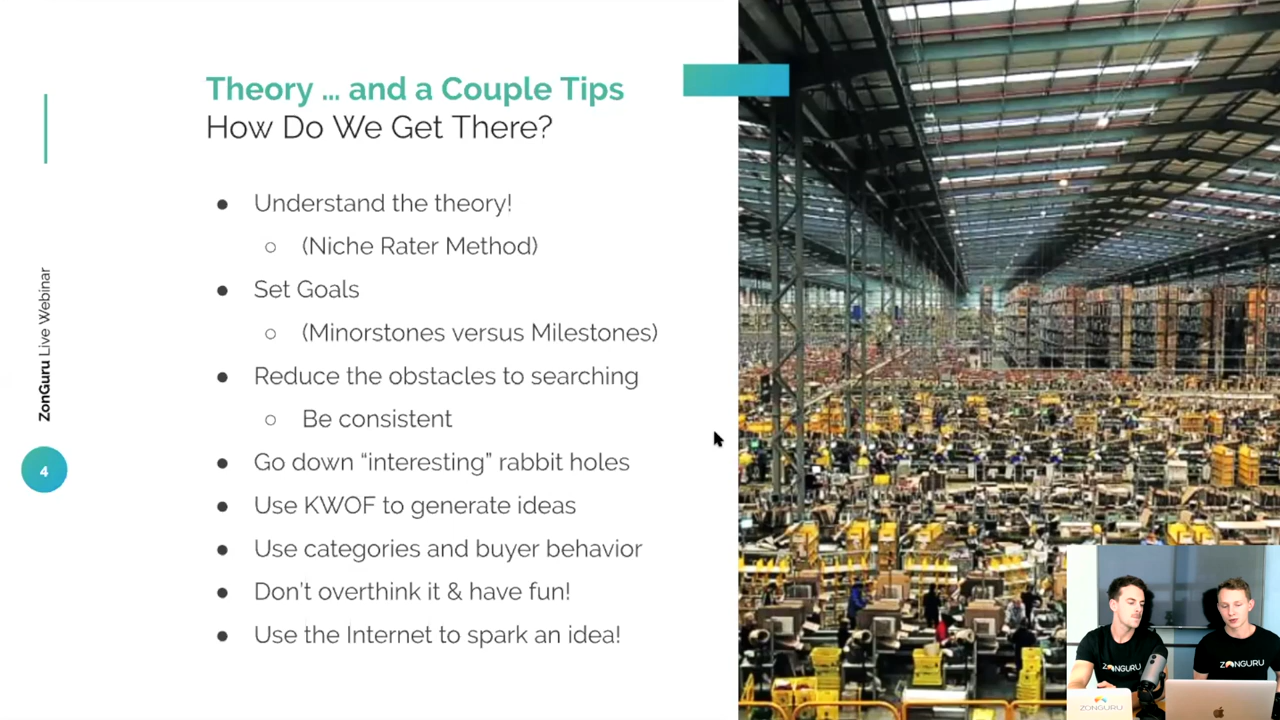 Theory ... and a Couple Tips
How Do We Get There?
● Understand the theory!
○ (Niche Rater Method)
● Set Goals
○ (Minorstones versus Milestones)
● Reduce the obstacles to searching
○ Be consistent
● Go down “interesting” rabbit holes
● Use KWOF to generate ideas
● Use categories and buyer behavior
● Don’t overthink it & have fun!
● Use the Internet to spark an idea!
ZonGuru Live Webinar
4
ZONGURU
ZONGURU
ZONGURU